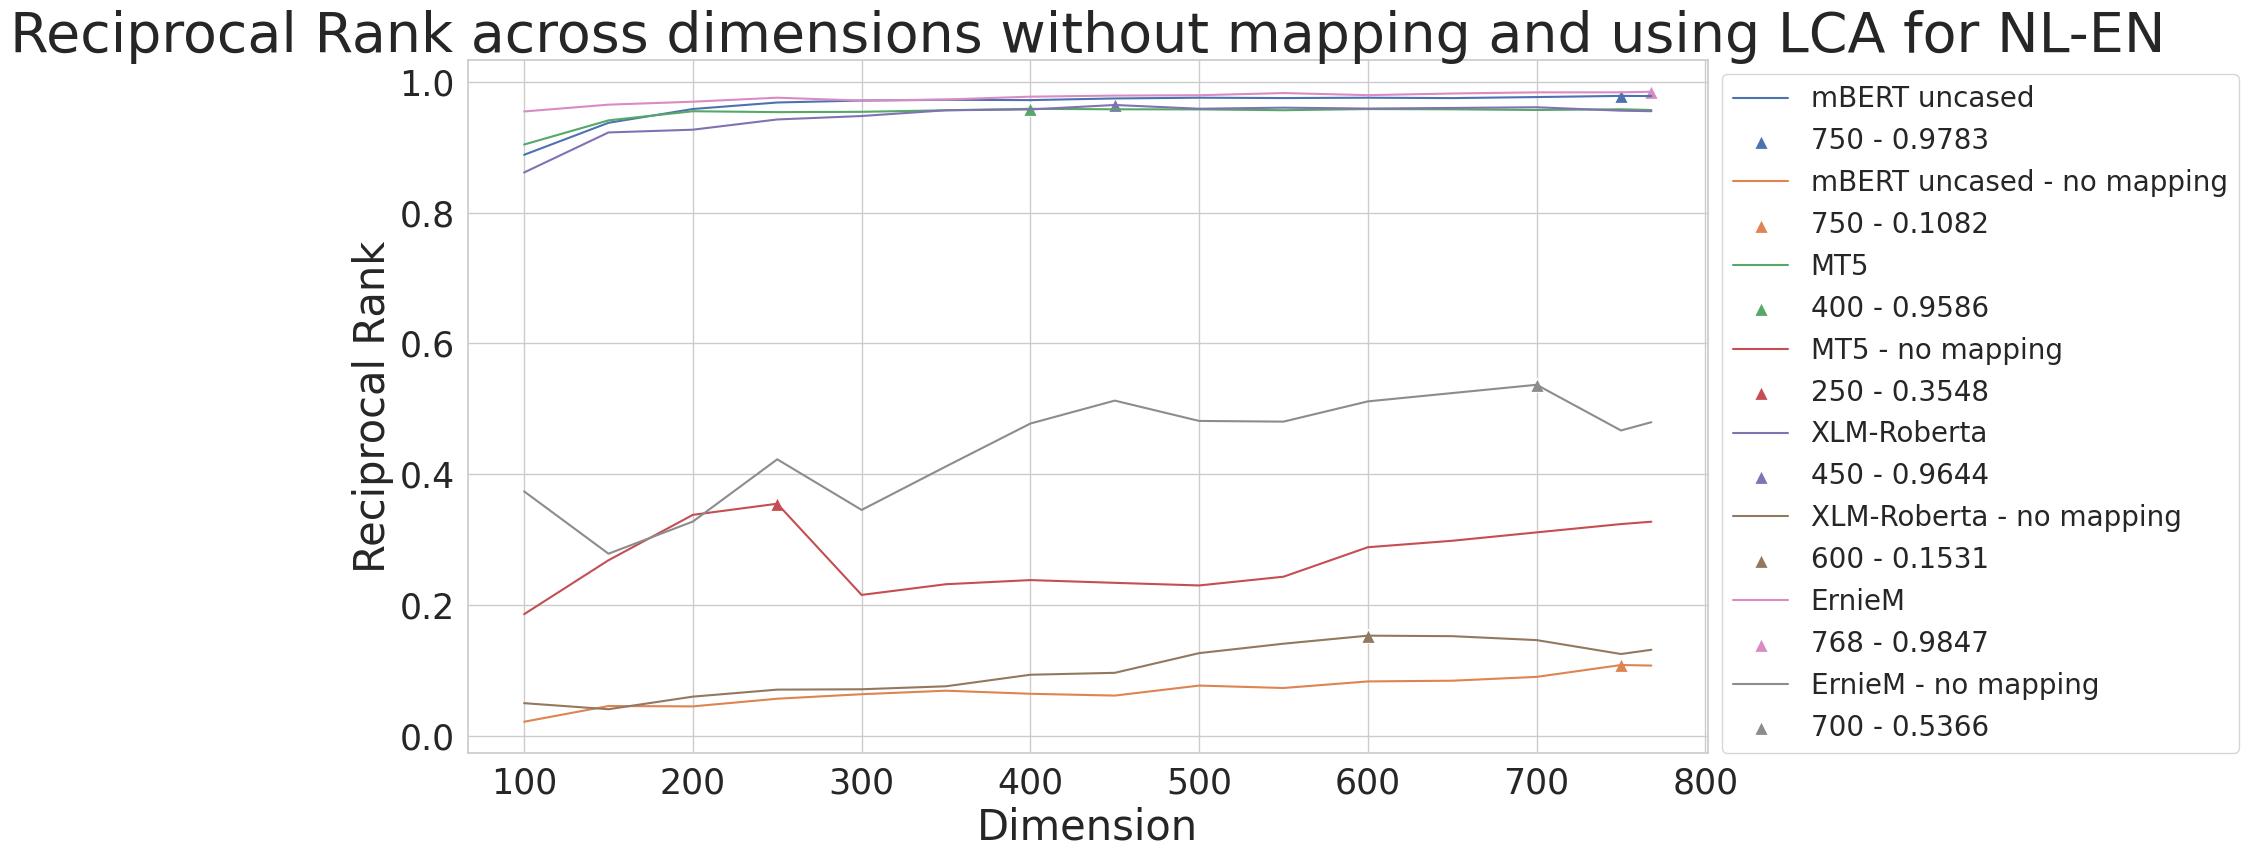 Reciprocal Rank across dimensions without mapping and using LCA for NL-EN
Reciprocal Rank
1.0
0.8
0.6
0.4
0.2
0.0
100 200 300 400 500 600 700 800
Dimension
mBERT uncased
750 - 0.9783
mBERT uncased - no mapping
750 - 0.1082
MT5
400 - 0.9586
MT5 - no mapping
250 - 0.3548
XLM-Roberta
450 - 0.9644
XLM-Roberta - no mapping
600 - 0.1531
ErnieM
768 - 0.9847
ErnieM - no mapping
700 - 0.5366